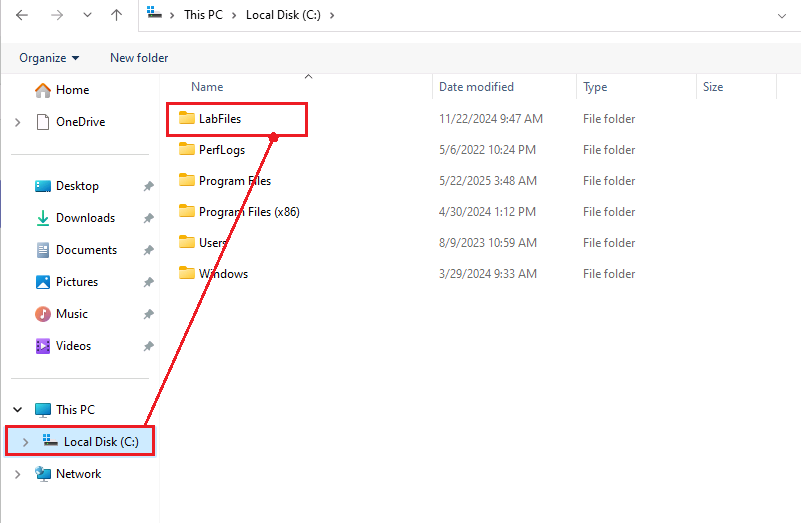 This PC > Local Disk (C:) >
Organize New folder
Name Date modified Type Size
Home
OneDrive
Desktop
Downloads
Documents
Pictures
Music
Videos
This PC
Local Disk (C:)
Network
LabFiles 11/22/2024 9:47 AM File folder
PerfLogs 5/6/2022 10:24 PM File folder
Program Files 5/22/2025 3:48 AM File folder
Program Files (x86) 4/30/2024 1:12 PM File folder
Users 8/9/2023 10:59 AM File folder
Windows 3/29/2024 9:33 AM File folder